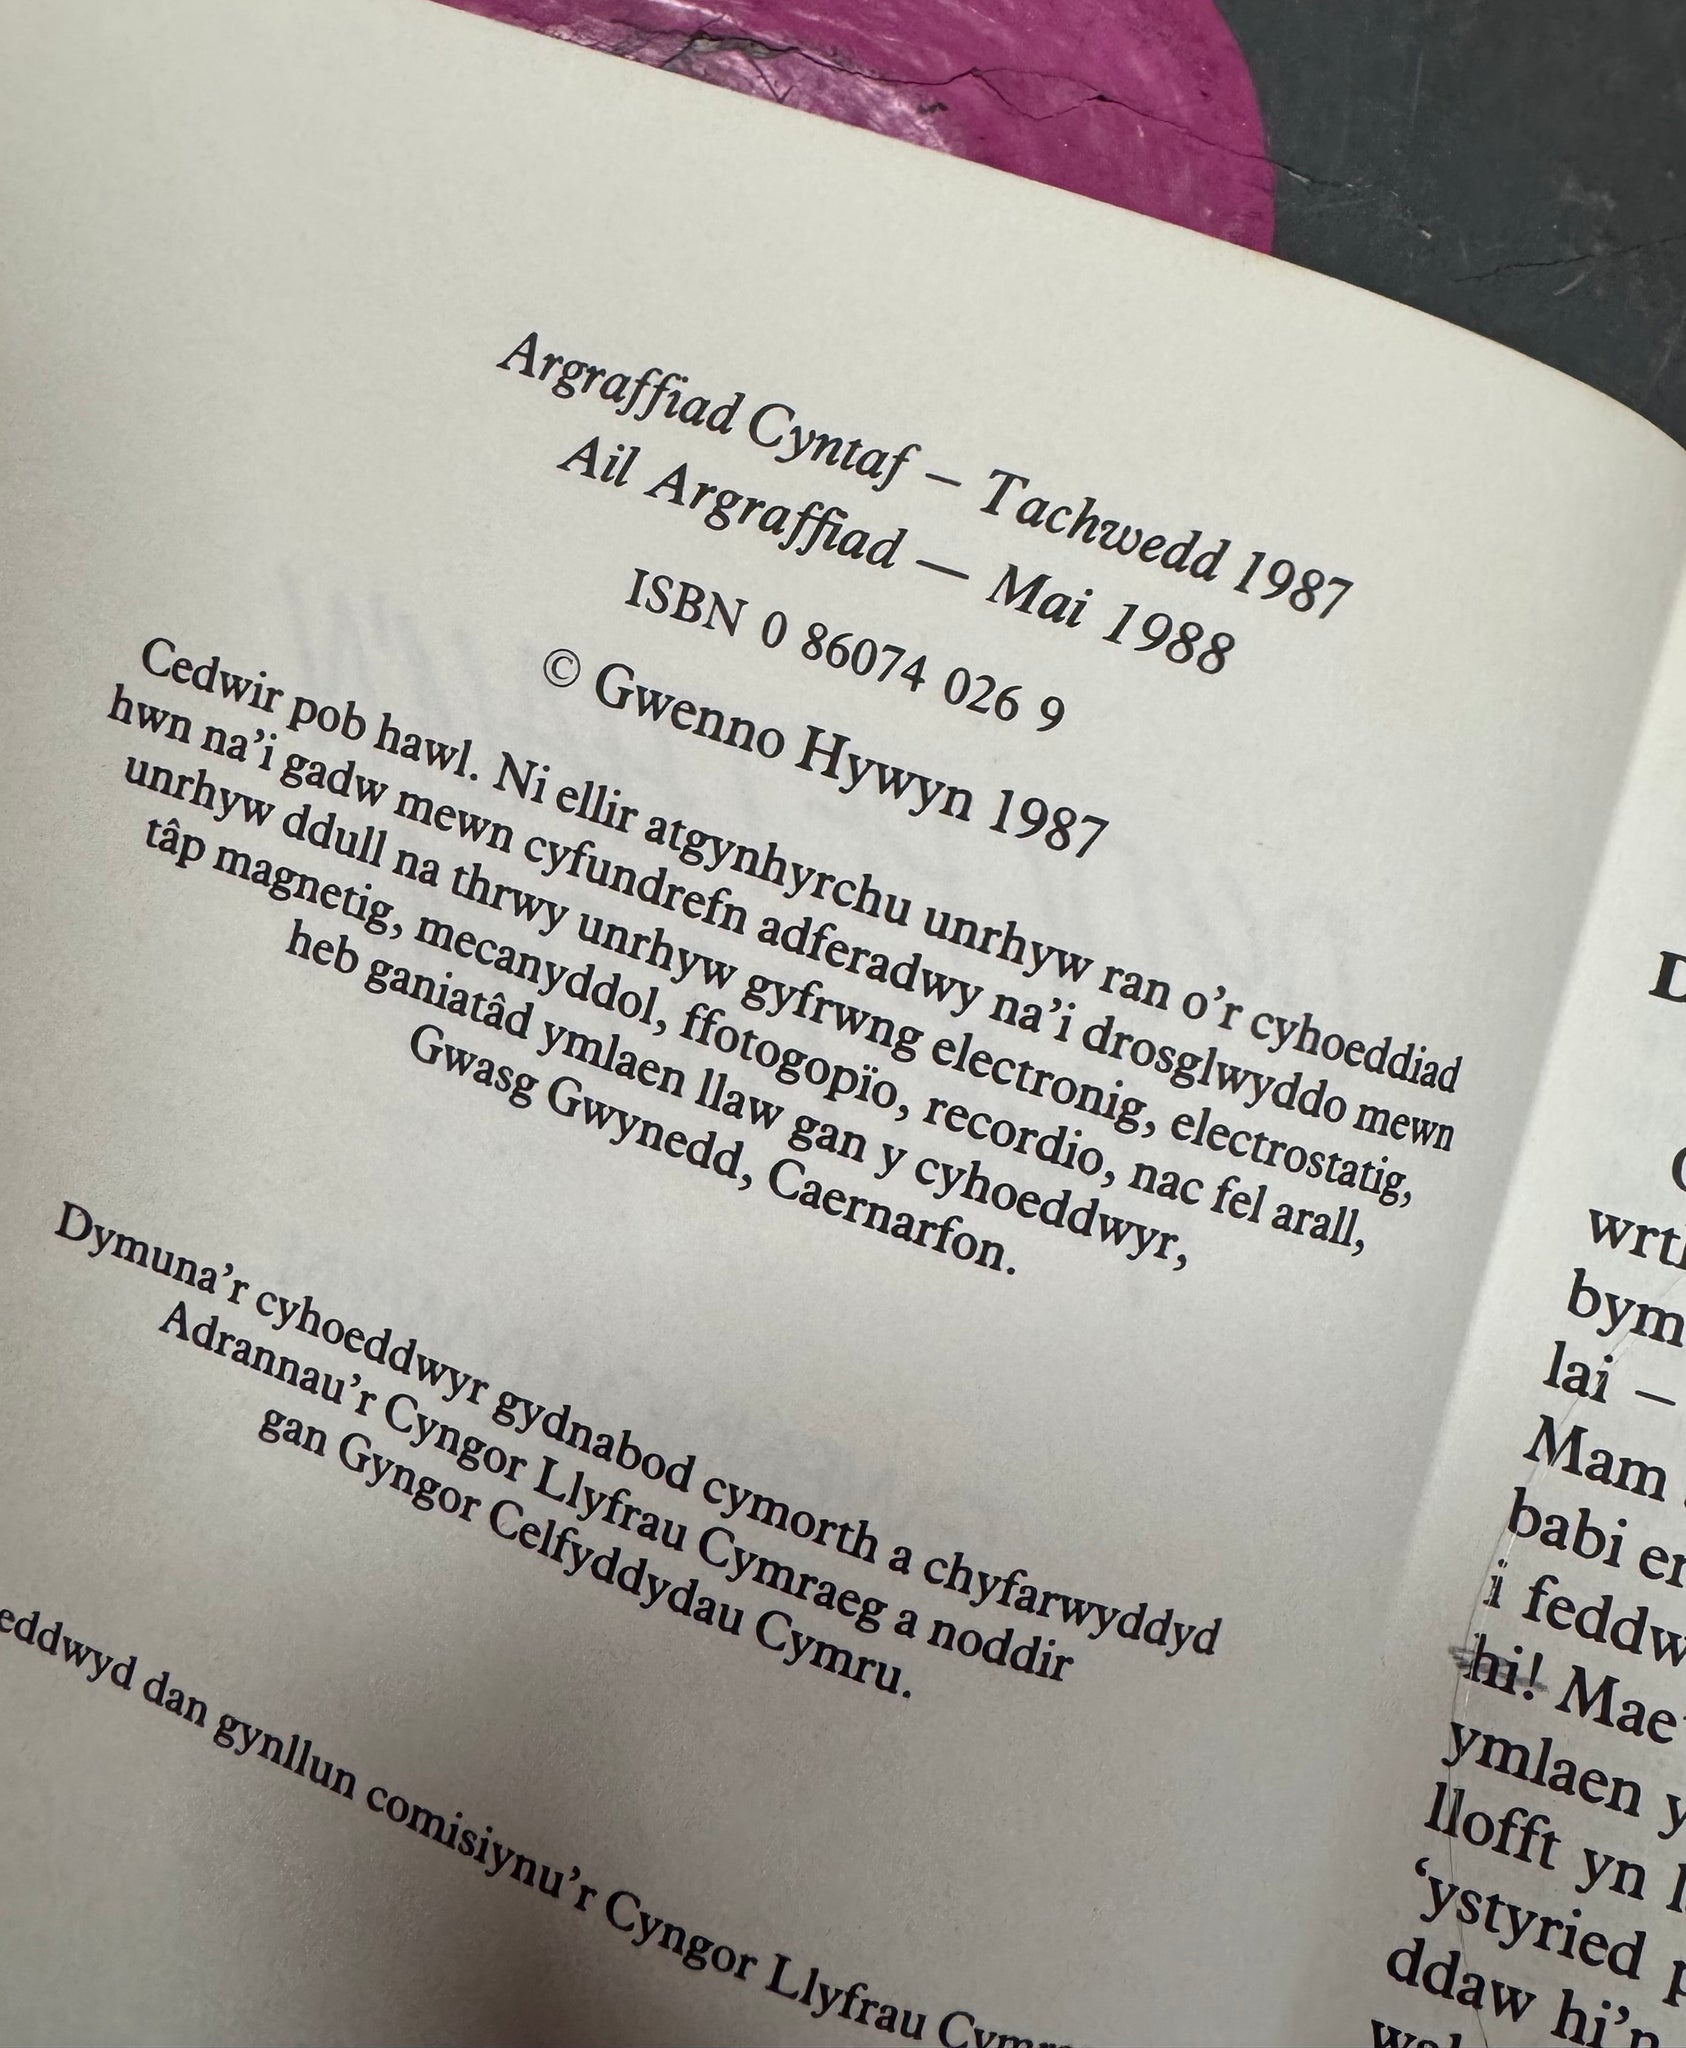 Argraffiad Cyntaf – Tachwedd 1987
Ail Argraffiad — Mai 1988
ISBN 0 86074 026 9
© Gwenno Hywyn 1987
Cedwir pob hawl. Ni ellir atgynhyrchu unrhyw ran o'r cyhoeddiad
hwn na'i gadw mewn cyfundrefn adferadwy na'i drosglwyddo mewn
unrhyw ddull na thrwy unrhyw gyfrwng electronig, electrostatig,
tâp magnetig, mecanyddol, ffotogopïo, recordio, nac fel arall,
heb ganiatâd ymlaen llaw gan y cyhoeddwyr,
Gwasg Gwynedd, Caernarfon.
Dymuna'r cyhoeddwyr gydnabod cymorth a chyfarwyddyd
Adrannau'r Cyngor Llyfrau Cymraeg a noddir
gan Gyngor Celfyddydau Cymru.
eddwyd dan gynllun comisiynu'r Cyngor Llyfrau
lai –
Mam
babi
i feddw
hi! Mae'
ymlaen y
llofft yn
'ystyried
ddaw hi'n